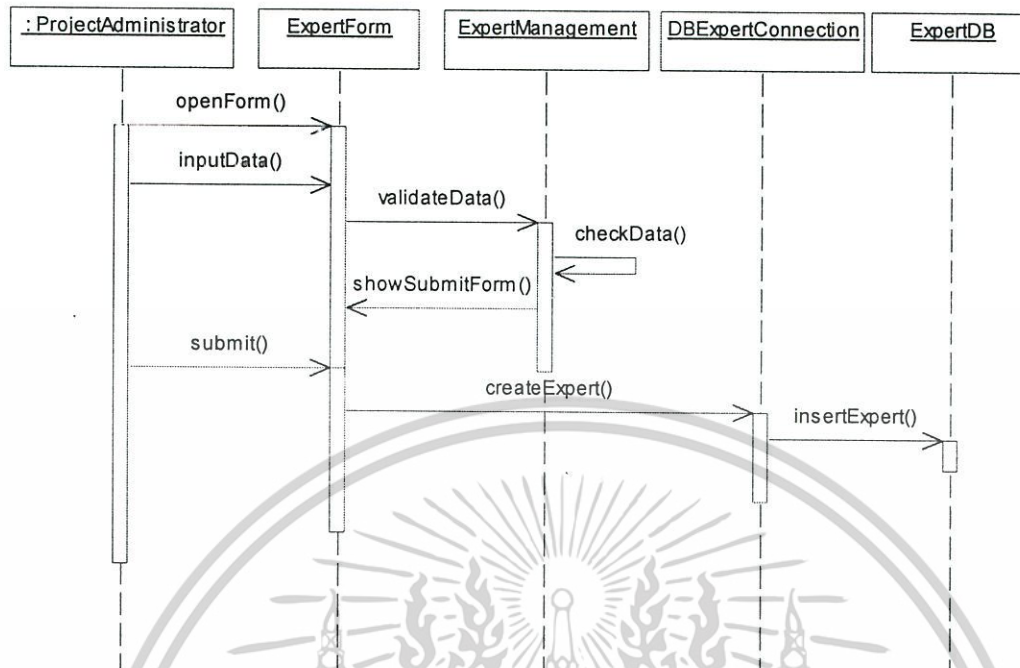 : ProjectAdministrator
ExpertForm
ExpertManagement
DBExpertConnection
ExpertDB
openForm()
inputData()
validateData()
checkData()
showSubmitForm()
submit()
createExpert()
insertExpert()